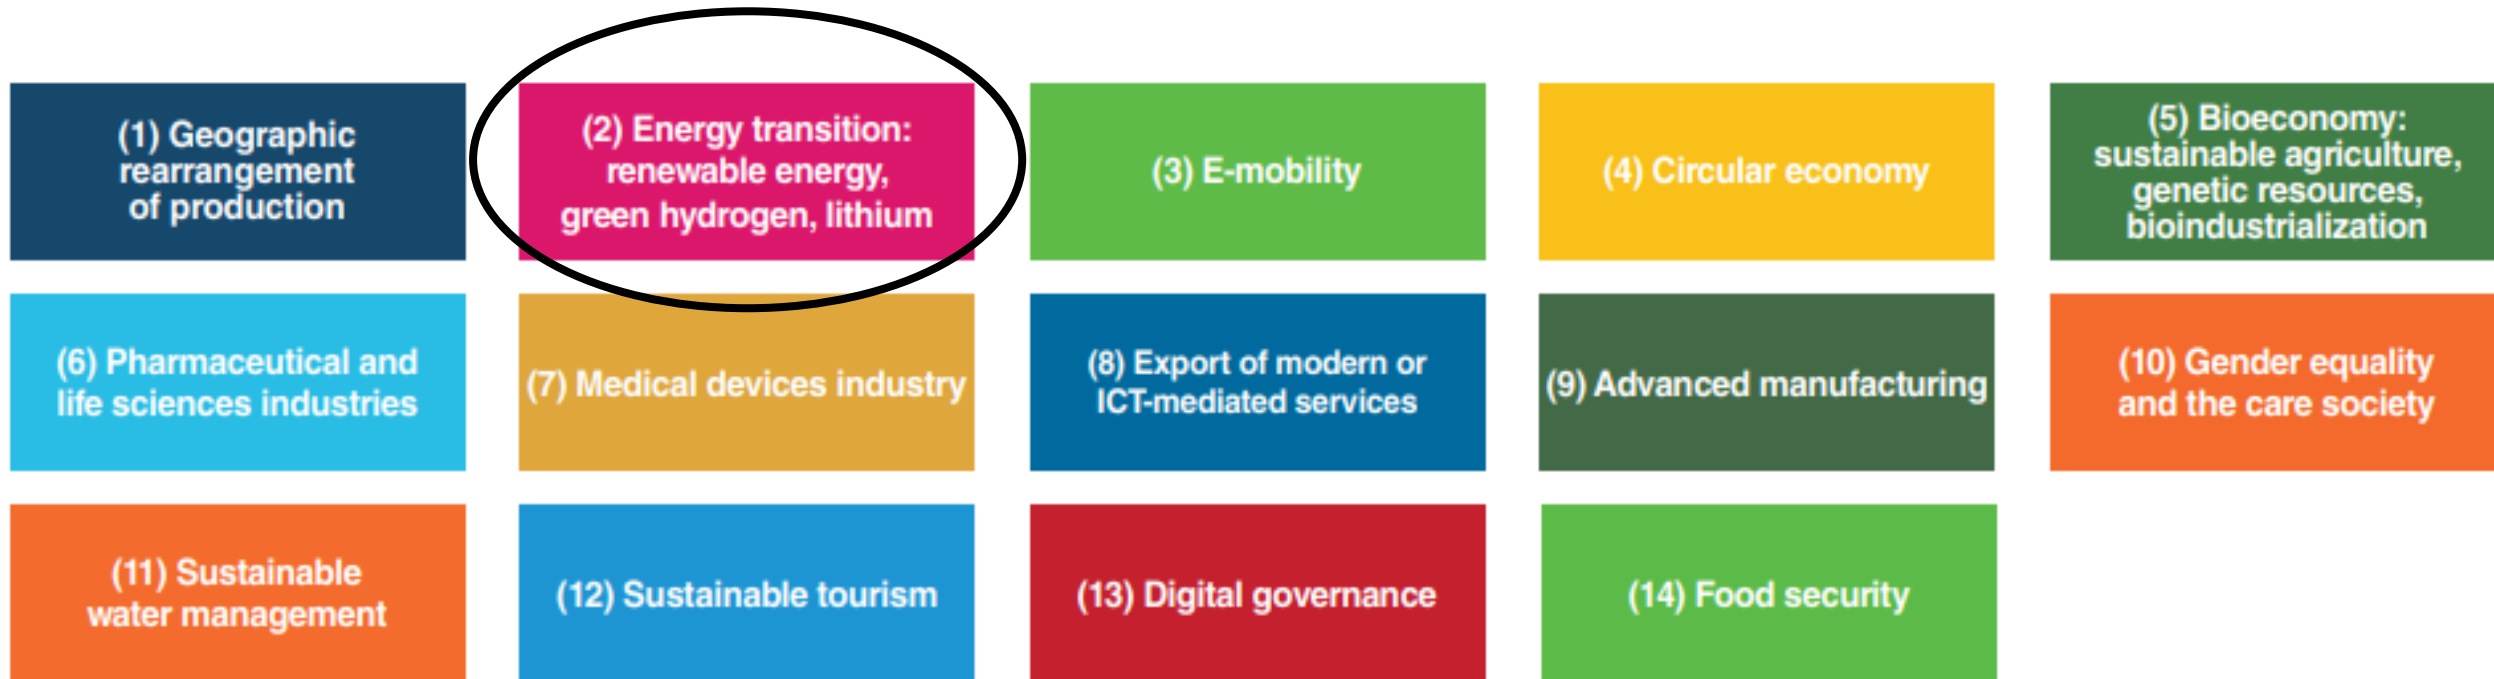 (1) Geographic
rearrangement
of production
(2) Energy transition:
renewable energy,
green hydrogen, lithium
(3) E-mobility
(4) Circular economy
(5) Bioeconomy:
sustainable agriculture,
genetic resources,
bioindustrialization
(6) Pharmaceutical and
life sciences industries
(7) Medical devices industry
(8) Export of modern or
ICT-mediated services
(9) Advanced manufacturing
(10) Gender equality
and the care society
(11) Sustainable
water management
(12) Sustainable tourism
(13) Digital governance
(14) Food security